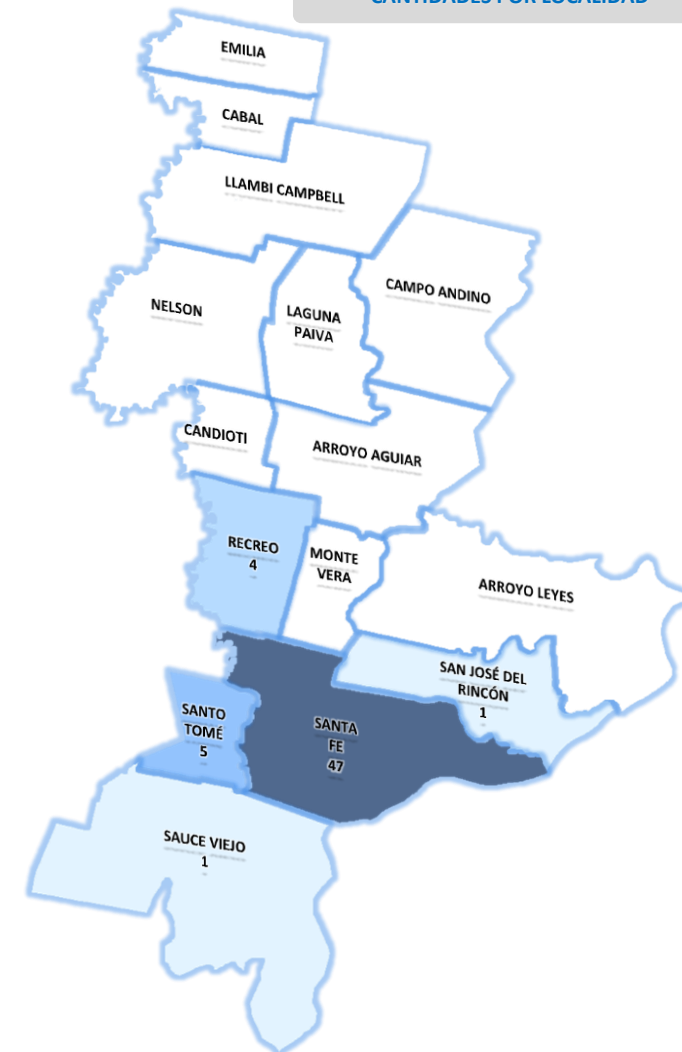 CANTIDADES POR LOCALIDAD
EMILIA
CABAL
LLAMBI CAMPBELL
CAMPO ANDINO
NELSON
LAGUNA
PAIVA
CANDIOTI
ARROYO AGUIAR
RECREO
4
MONTE
VERA
ARROYO LEYES
SAN JOSÉ DEL
RINCÓN
1
SANTO
TOMÉ
5
SANTA
FE
47
SAUCE VIEJO
1